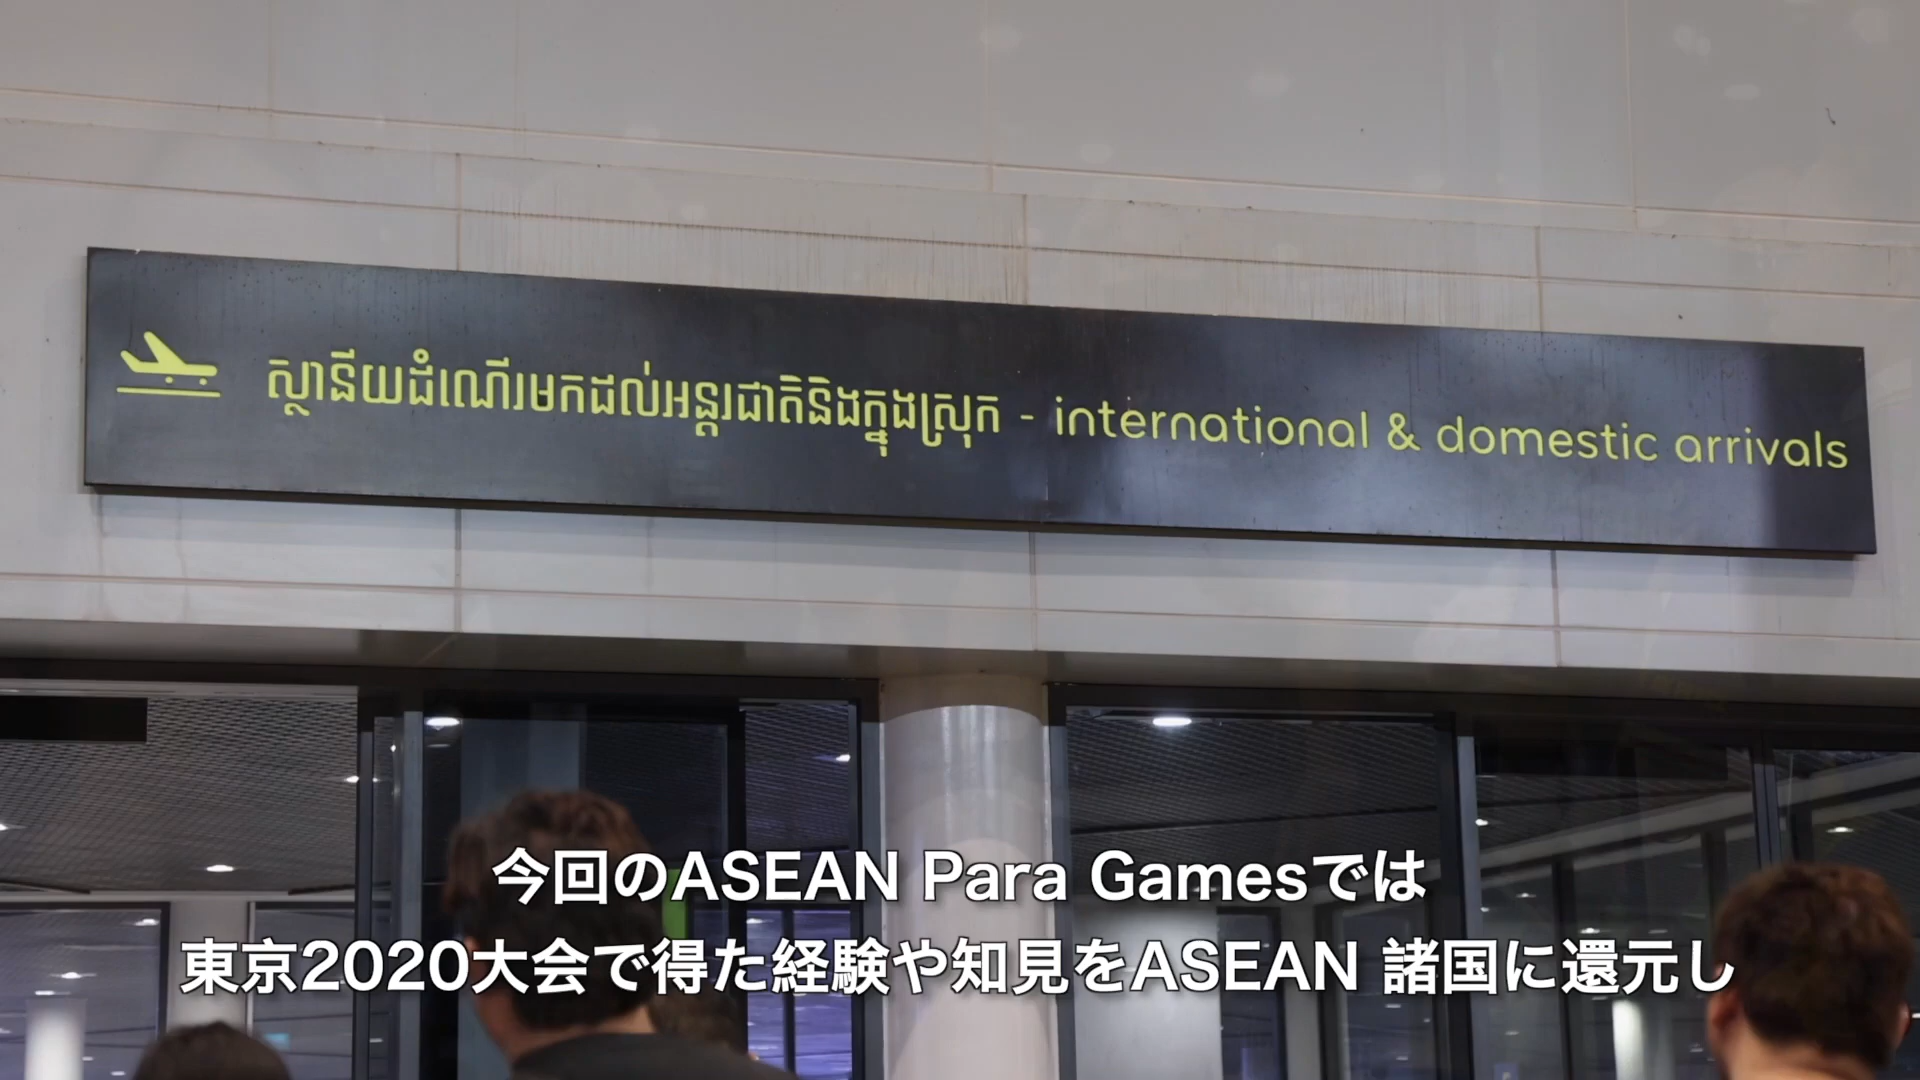 ស្ថានីយដំណើរមកដល់អន្តរជាតិនិងក្នុងស្រុក - international & domestic arrivals
今回のASEAN Para Gamesでは
東京2020大会で得た経験や知見をASEAN 諸国に還元し